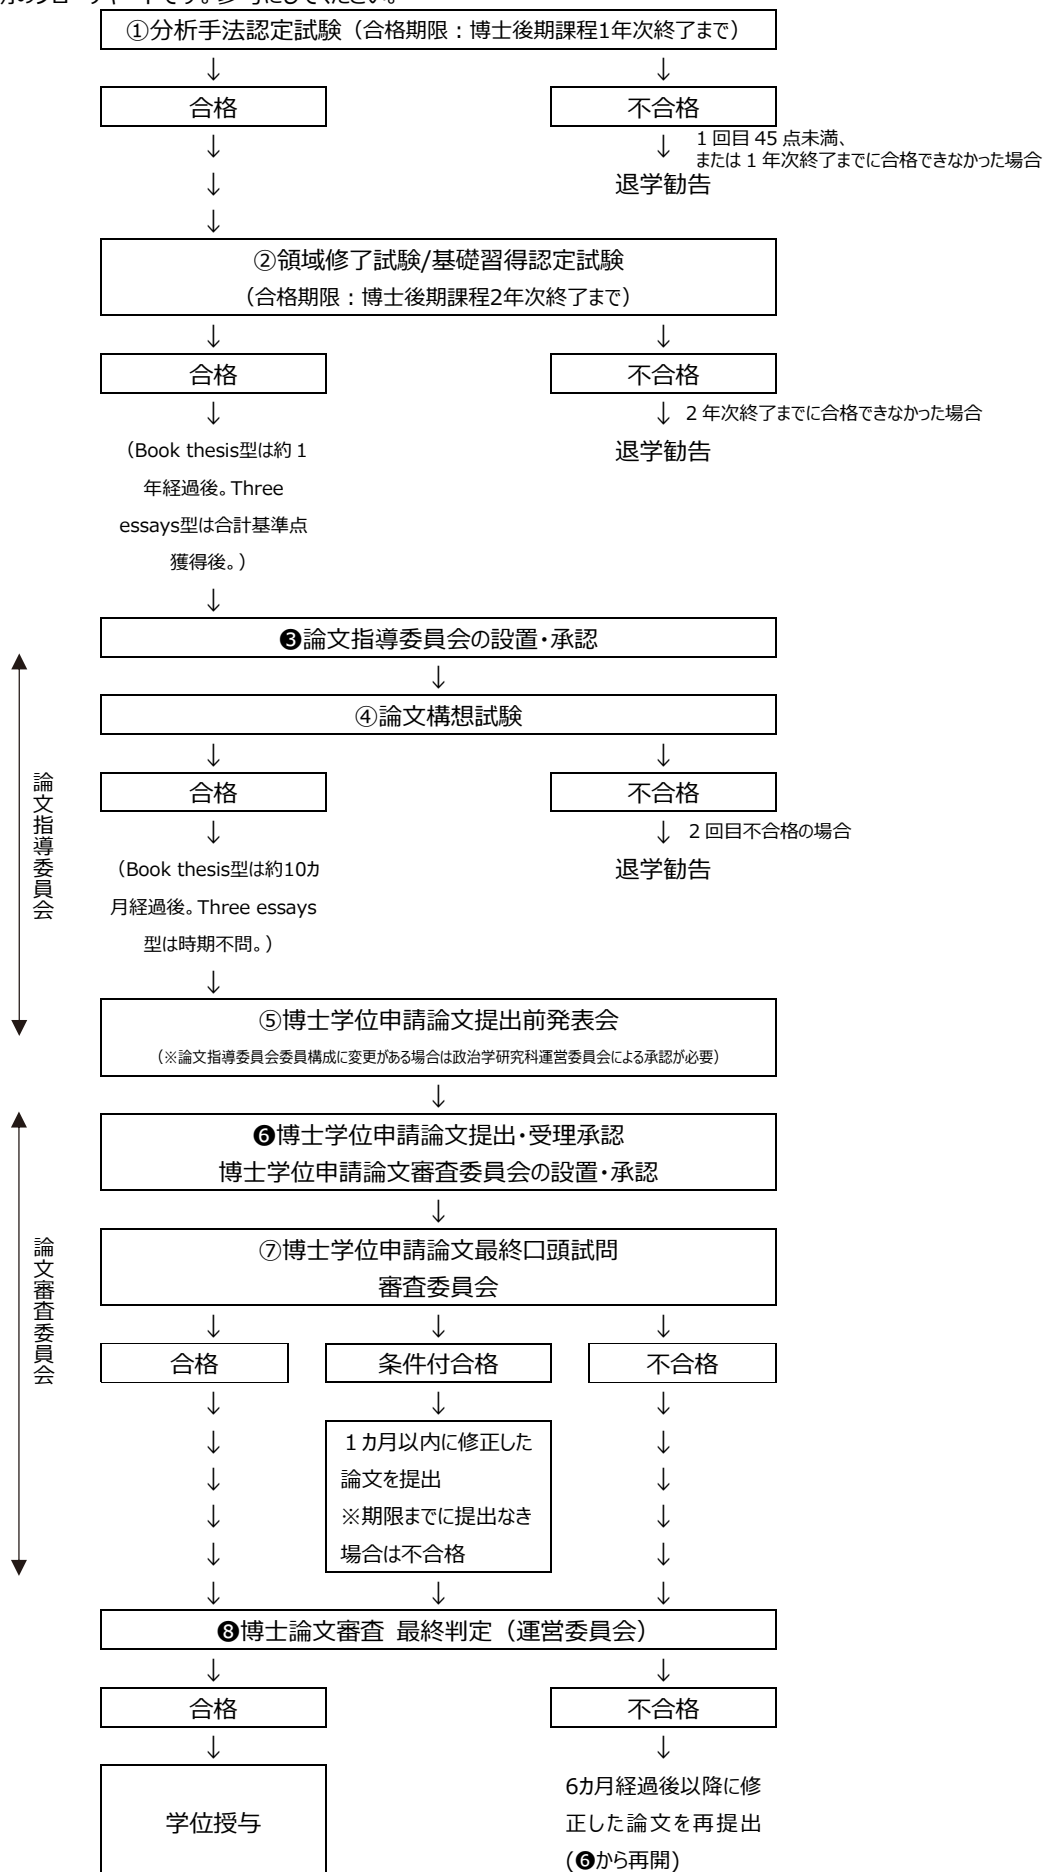 ①分析手法認定試験（合格期限：博士後期課程1年次終了まで）
↓ ↓
合格 不合格
↓ ↓ 1回目45点未満、
または1年次終了までに合格できなかった場合
↓ 退学勧告
↓
②領域修了試験/基礎習得認定試験
（合格期限：博士後期課程2年次終了まで）
↓ ↓
合格 不合格
↓ ↓ 2年次終了までに合格できなかった場合
退学勧告
（Book thesis型は約1
年経過後。Three
essays型は合計基準点
獲得後。）
↓
❸論文指導委員会の設置・承認
↓
④論文構想試験
↓ ↓
合格 不合格
↓ ↓ 2回目不合格の場合
退学勧告
（Book thesis型は約10カ
月経過後。Three essays
型は時期不問。）
↓
論文指導委員会
⑤博士学位申請論文提出前発表会
（※論文指導委員会委員構成に変更がある場合は政治学研究科運営委員会による承認が必要）
↓
❻博士学位申請論文提出・受理承認
博士学位申請論文審査委員会の設置・承認
↓
⑦博士学位申請論文最終口頭試問
審査委員会
↓ ↓ ↓
合格 条件付合格 不合格
↓ ↓ ↓
↓ 1カ月以内に修正した ↓
↓ 論文を提出 ↓
↓ ※期限までに提出なき ↓
↓ 場合は不合格 ↓
↓ ↓ ↓
論文審査委員会
❽博士論文審査 最終判定（運営委員会）
↓ ↓
合格 不合格
↓ ↓
学位授与
6カ月経過後以降に修
正した論文を再提出
(❻から再開)